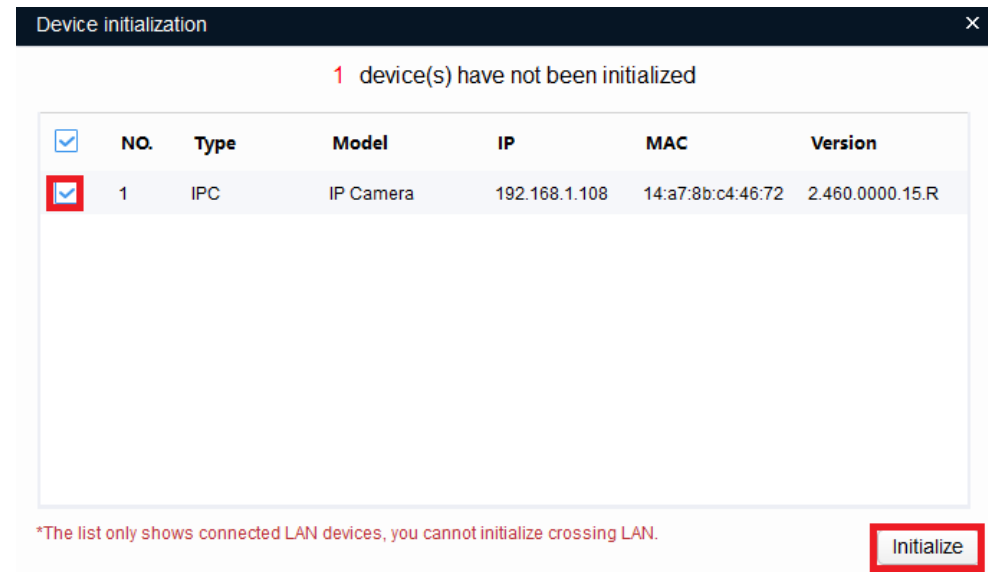 Device initialization
1 device(s) have not been initialized
NO. Type Model IP MAC Version
1 IPC IP Camera 192.168.1.108 14:a7:8b:c4:46:72 2.460.0000.15.R
*The list only shows connected LAN devices, you cannot initialize crossing LAN.
Initialize